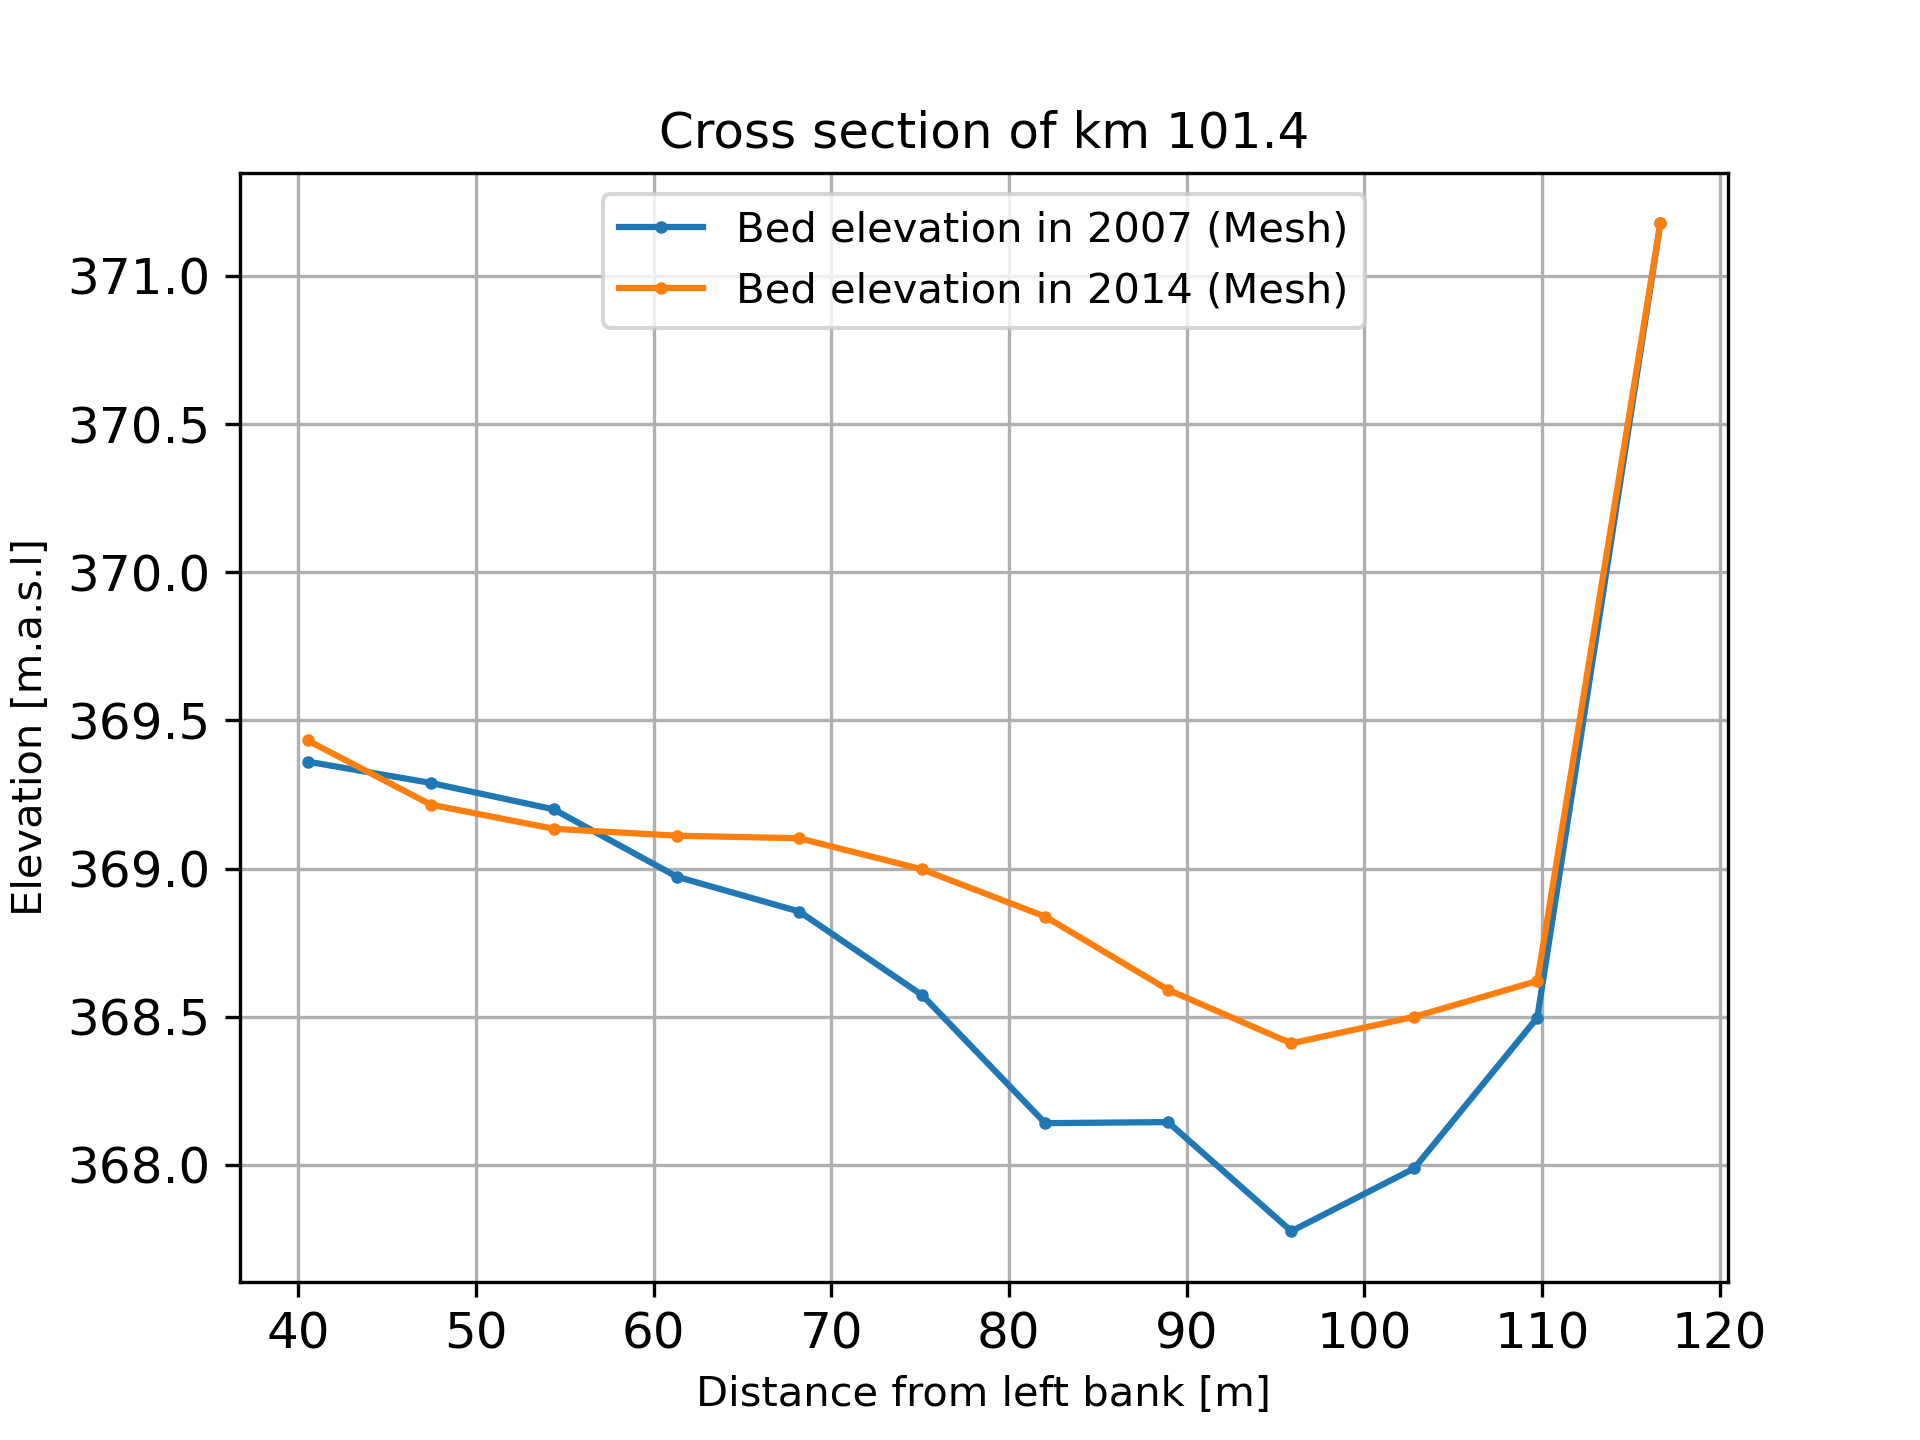 Cross section of km 101.4
Bed elevation in 2007 (Mesh)
Bed elevation in 2014 (Mesh)
371.0
370.5
370.0
369.5
369.0
368.5
368.0
Elevation [m.a.s.l]
40 50 60 70 80 90 100 110 120
Distance from left bank [m]